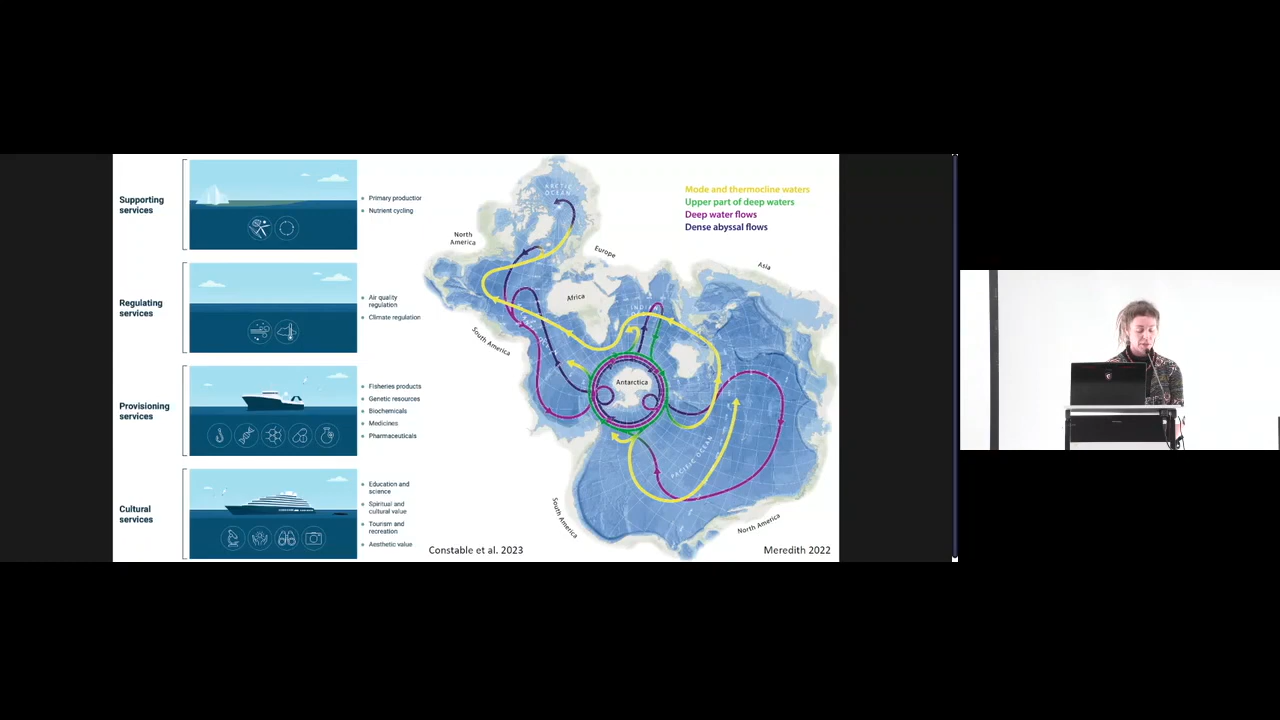 Supporting
services
Primary production
Nutrient cycling
Regulating
services
Air quality
regulation
Climate regulation
Provisioning
services
Fisheries products
Genetic resources
Biochemicals
Medicines
Pharmaceuticals
Cultural
services
Education and
science
Spiritual and
cultural value
Tourism and
recreation
Aesthetic value
Constable et al. 2023
Mode and thermocline waters
Upper part of deep waters
Deep water flows
Dense abyssal flows
ARCTIC
OCEAN
North
America
Europe
Asia
Africa
South America
Antarctica
PACIFIC OCEAN
South America
North America
Meredith 2022